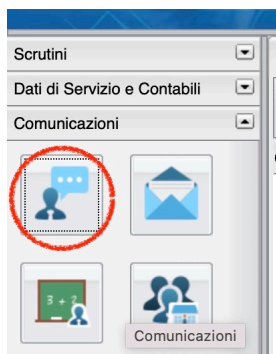 Scrutini
Dati di Servizio e Contabili
Comunicazioni
3 + 2
Comunicazioni